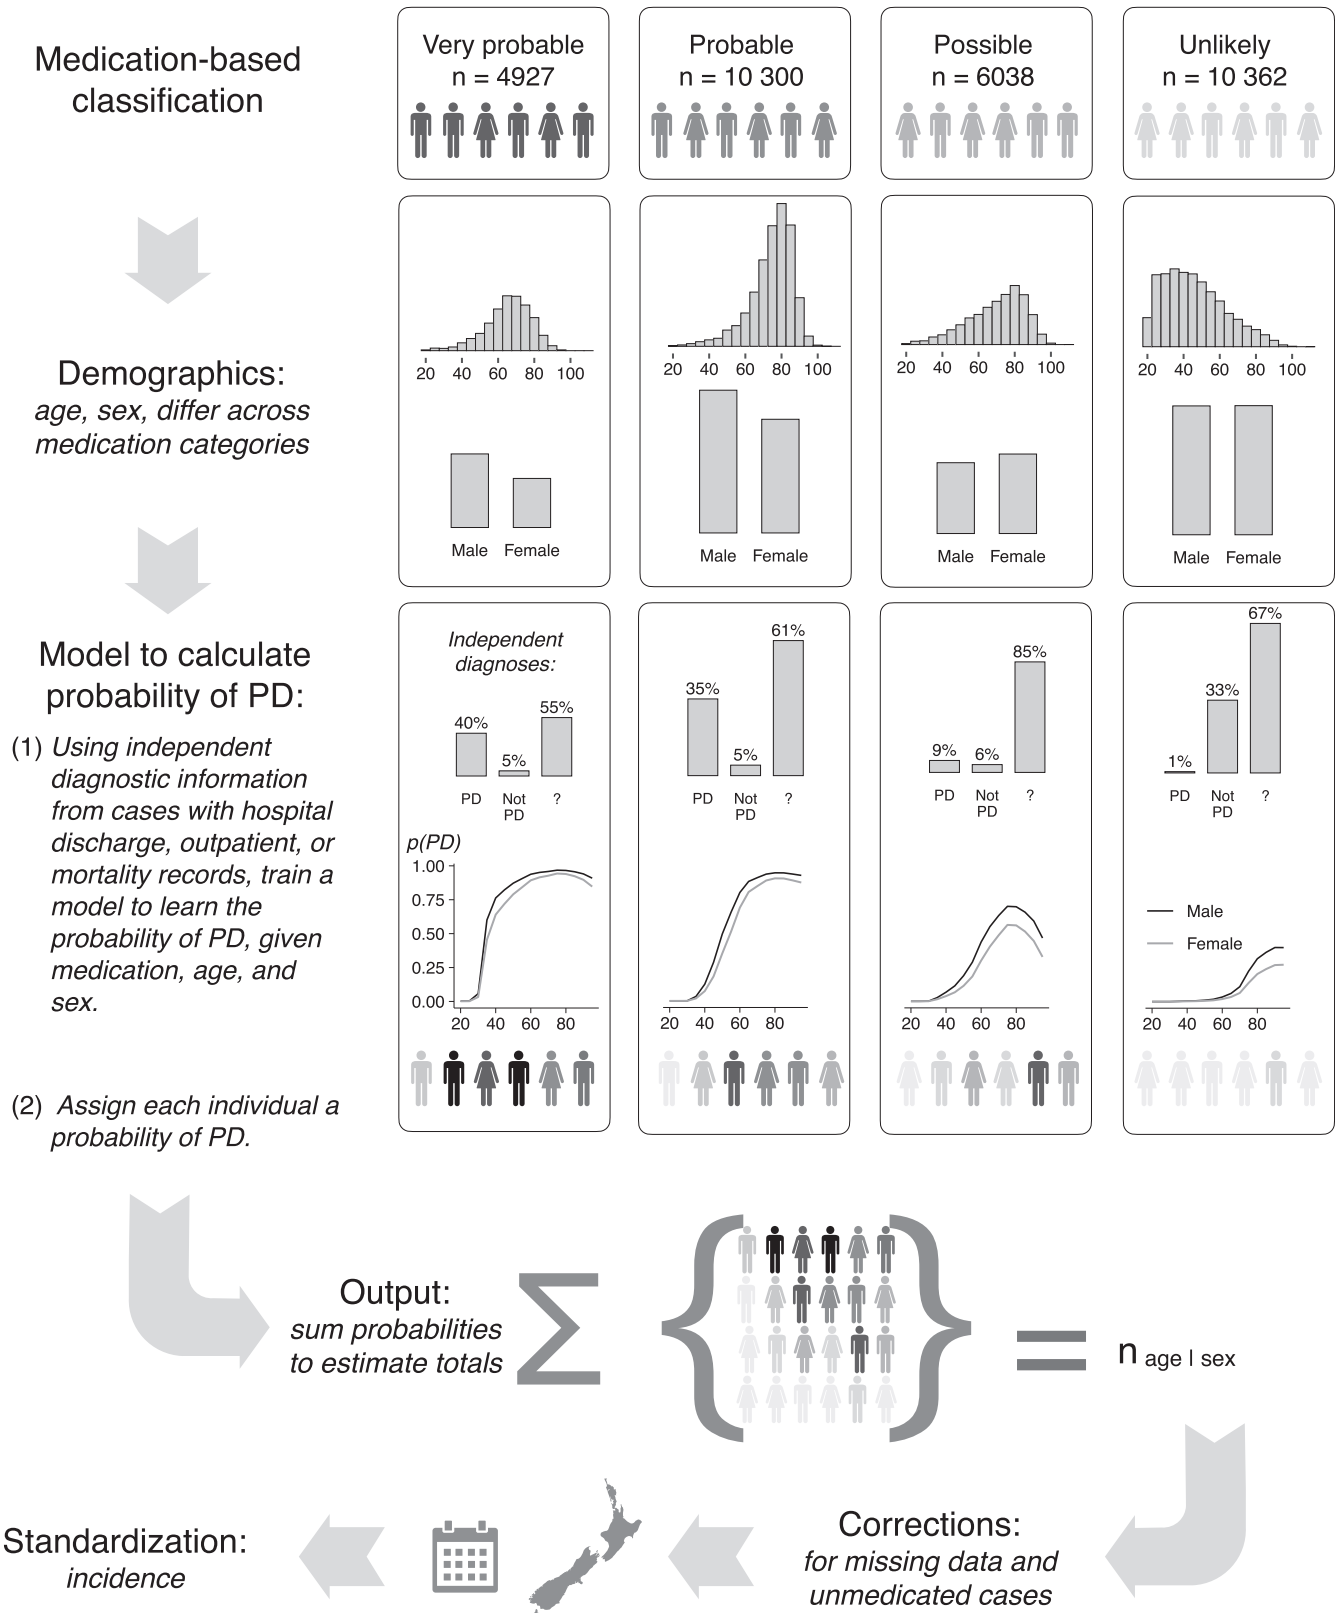 Medication-based
classification
Very probable
n = 4927
Probable
n = 10 300
Possible
n = 6038
Unlikely
n = 10 362
Demographics:
age, sex, differ across
medication categories
20 40 60 80 100
Male Female
20 40 60 80 100
Male Female
20 40 60 80 100
Male Female
20 40 60 80 100
Male Female
Model to calculate
probability of PD:
(1) Using independent
diagnostic information
from cases with hospital
discharge, outpatient, or
mortality records, train a
model to learn the
probability of PD, given
medication, age, and
sex.
(2) Assign each individual a
probability of PD.
Independent
diagnoses:
40%
5%
55%
PD
Not
PD
?
p(PD)
1.00
0.75
0.50
0.25
0.00
20 40 60 80
35%
5%
61%
PD
Not
PD
?
20 40 60 80
9%
6%
85%
PD
Not
PD
?
20 40 60 80
1%
33%
67%
PD
Not
PD
?
Male
Female
20 40 60 80
Output:
sum probabilities
to estimate totals
Σ
{ }
=
n age | sex
Corrections:
for missing data and
unmedicated cases
Standardization:
incidence